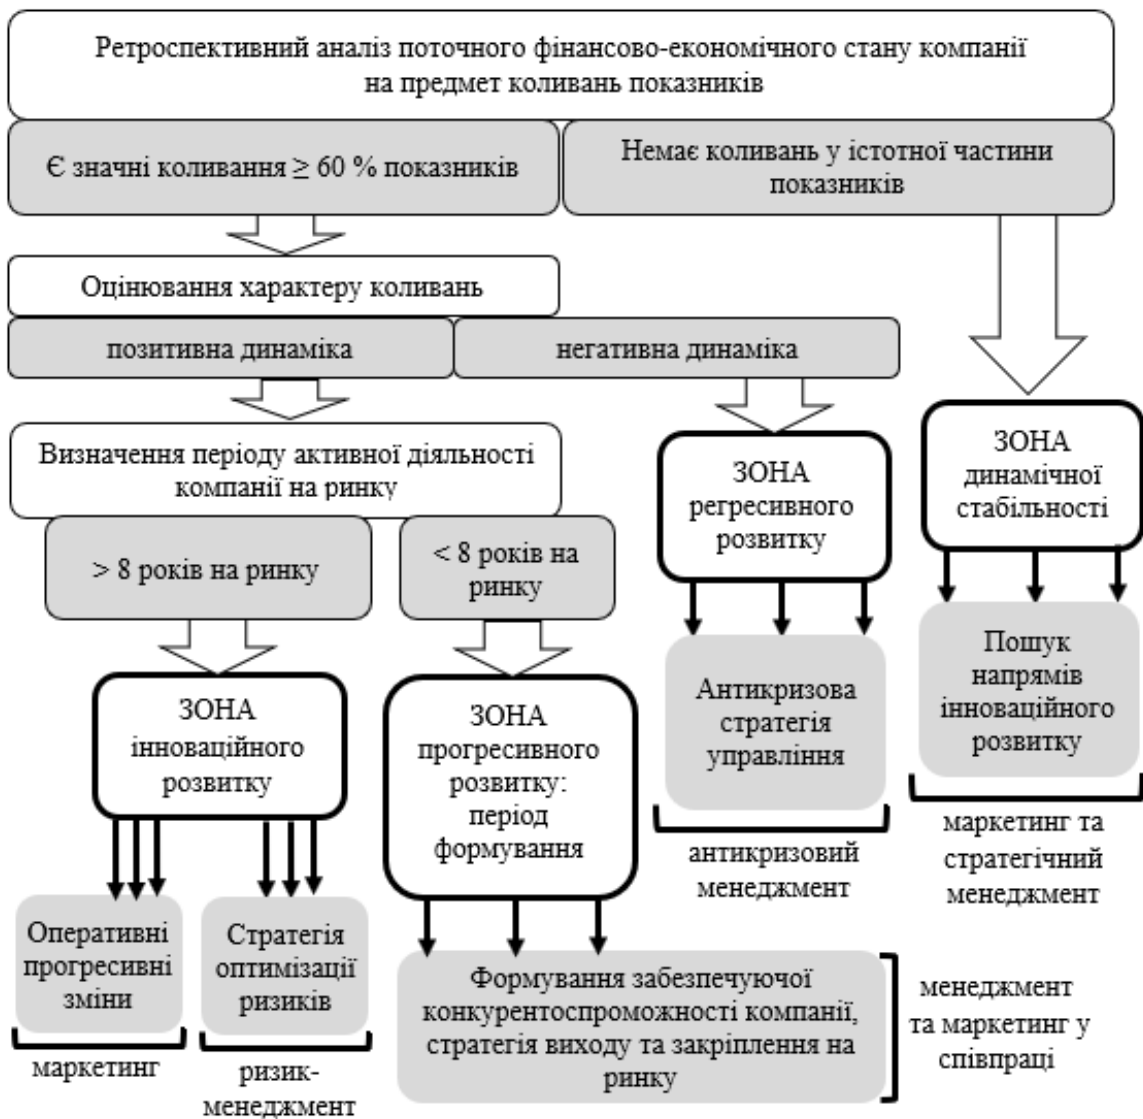 Ретроспективний аналіз поточного фінансово-економічного стану компанії
на предмет коливань показників
Є значні коливання ≥ 60 % показників
Немає коливань у істотної частини
показників
Оцінювання характеру коливань
позитивна динаміка
негативна динаміка
Визначення періоду активної діяльності
компанії на ринку
> 8 років на ринку
< 8 років на
ринку
ЗОНА
регресивного
розвитку
ЗОНА
динамічної
стабільності
ЗОНА
інноваційного
розвитку
ЗОНА
прогресивного
розвитку:
період
формування
Антикризова
стратегія
управління
Пошук
напрямів
інноваційного
розвитку
антикризовий
менеджмент
маркетинг та
стратегічний
менеджмент
Оперативні
прогресивні
зміни
Стратегія
оптимізації
ризиків
Формування забезпечуючої
конкурентоспроможності компанії,
стратегія виходу та закріплення на
ринку
менеджмент
та маркетинг у
співпраці
маркетинг
ризик-
менеджмент